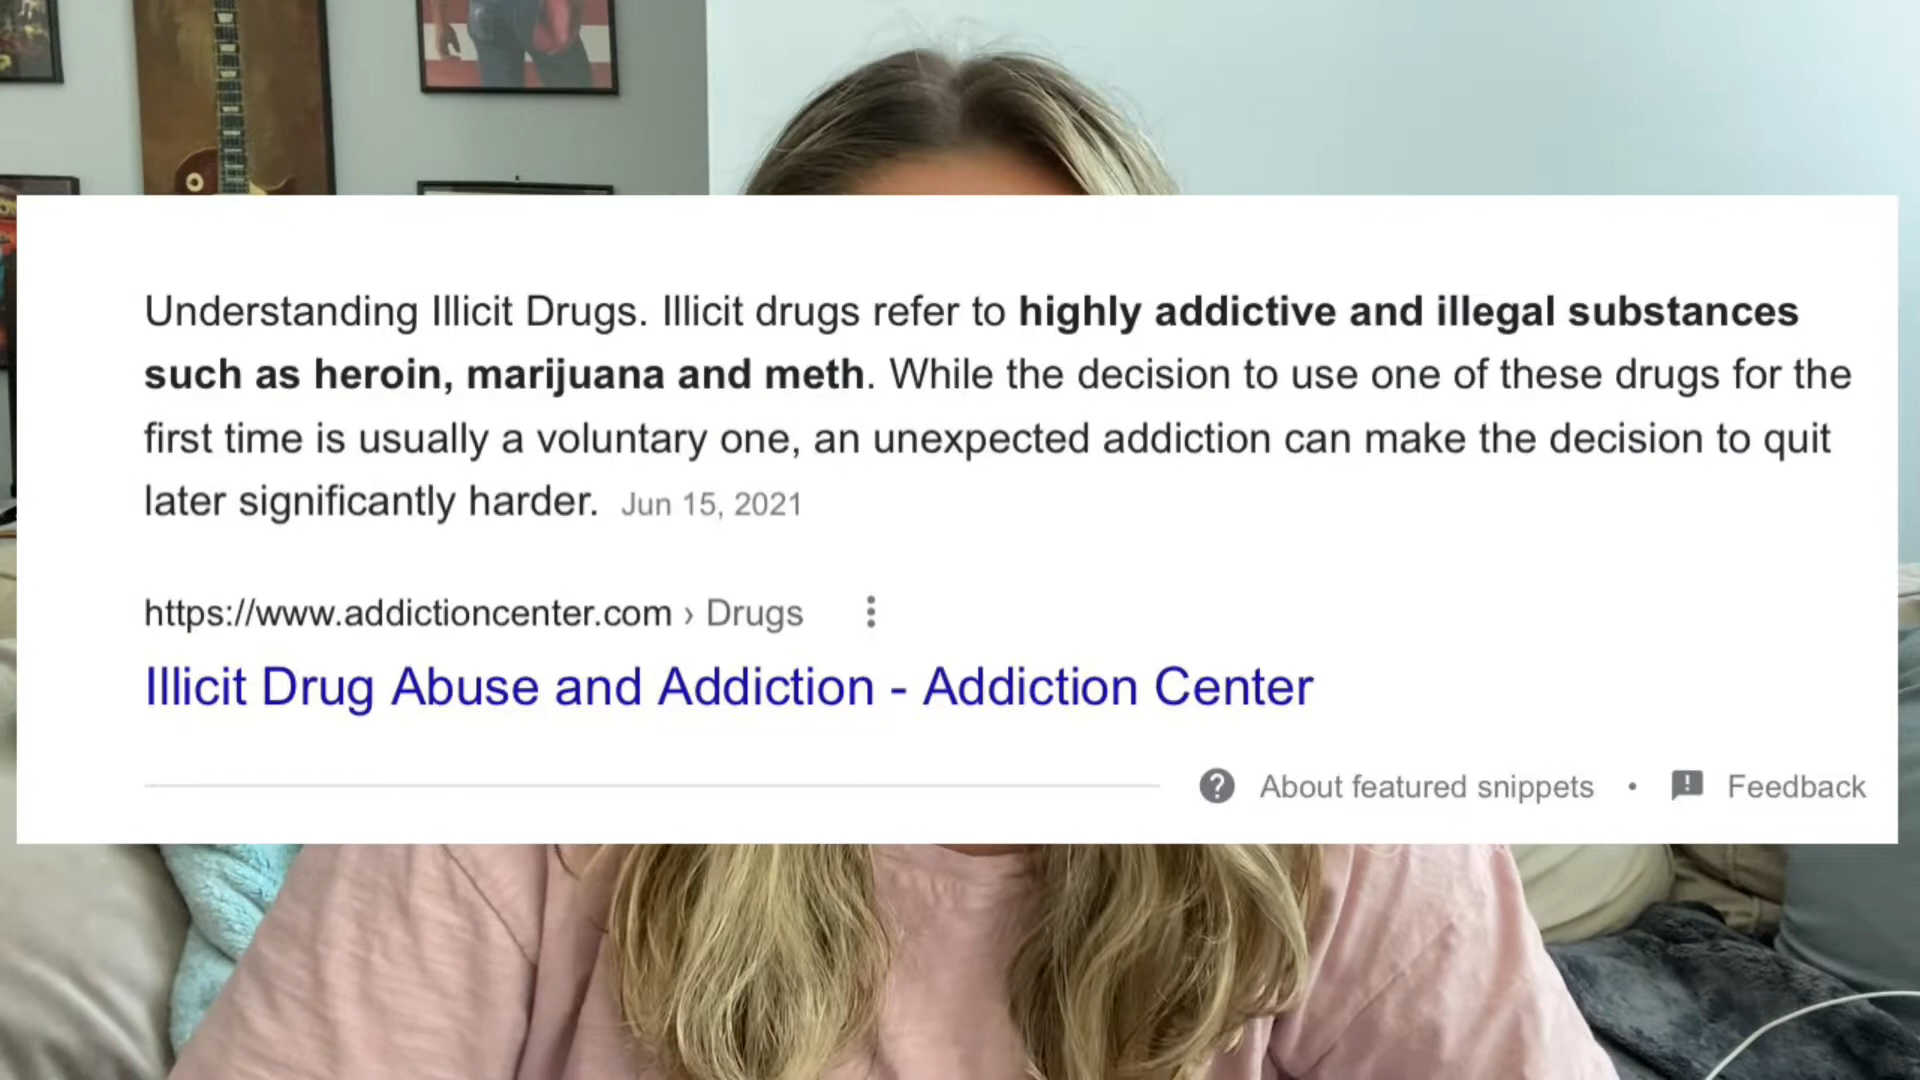 Understanding Illicit Drugs. Illicit drugs refer to highly addictive and illegal substances
such as heroin, marijuana and meth. While the decision to use one of these drugs for the
first time is usually a voluntary one, an unexpected addiction can make the decision to quit
later significantly harder. Jun 15, 2021
https://www.addictioncenter.com › Drugs
Illicit Drug Abuse and Addiction - Addiction Center
About featured snippets • Feedback